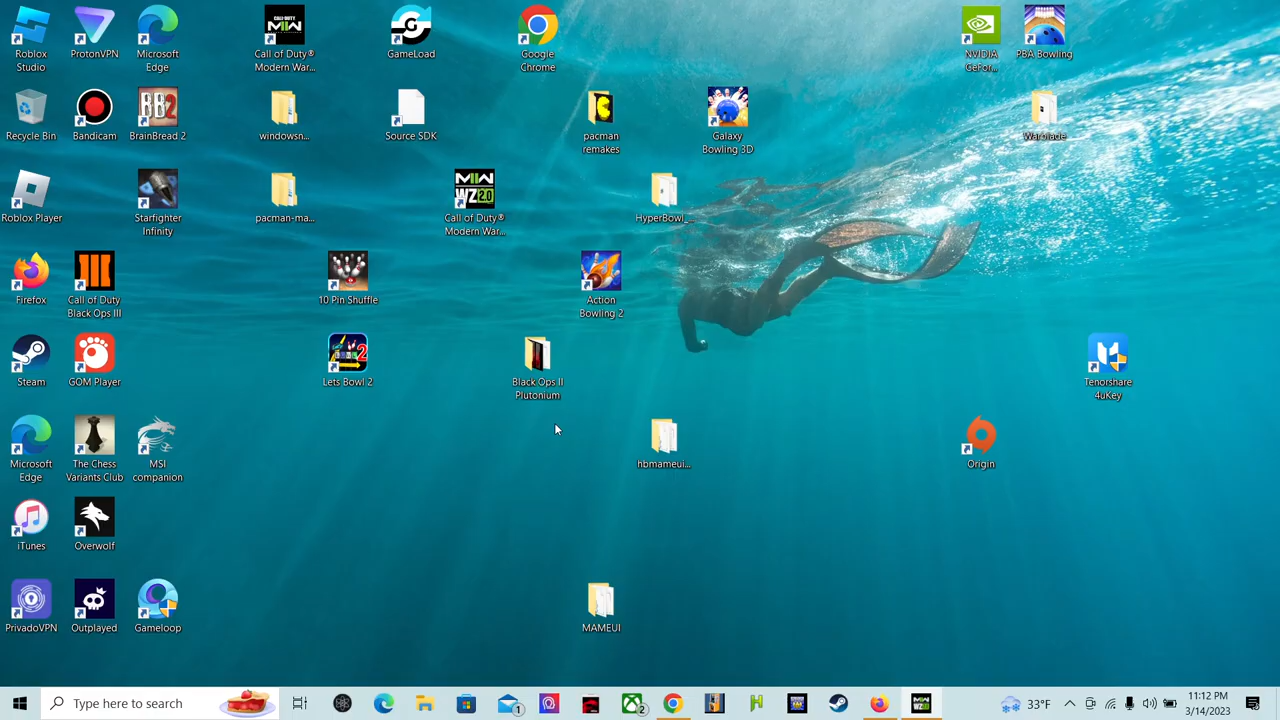 Roblox Studio
ProtonVPN
Microsoft Edge
Call of Duty® Modern War...
GameLoad
Google Chrome
NVIDIA GeFor...
PBA Bowling
Recycle Bin
Bandicam
BrainBread 2
windowsn...
Source SDK
pacman remakes
Galaxy Bowling 3D
Warblade
Roblox Player
Starfighter Infinity
pacman-ma...
Call of Duty® Modern War...
HyperBowl_...
Firefox
Call of Duty Black Ops III
10 Pin Shuffle
Action Bowling 2
Steam
GOM Player
Lets Bowl 2
Black Ops II Plutonium
Tenorshare 4uKey
Microsoft Edge
The Chess Variants Club
MSI companion
hbmameui...
Origin
iTunes
Overwolf
PrivadoVPN
Outplayed
Gameloop
MAMEUI
Type here to search
33°F
11:12 PM
3/14/2023